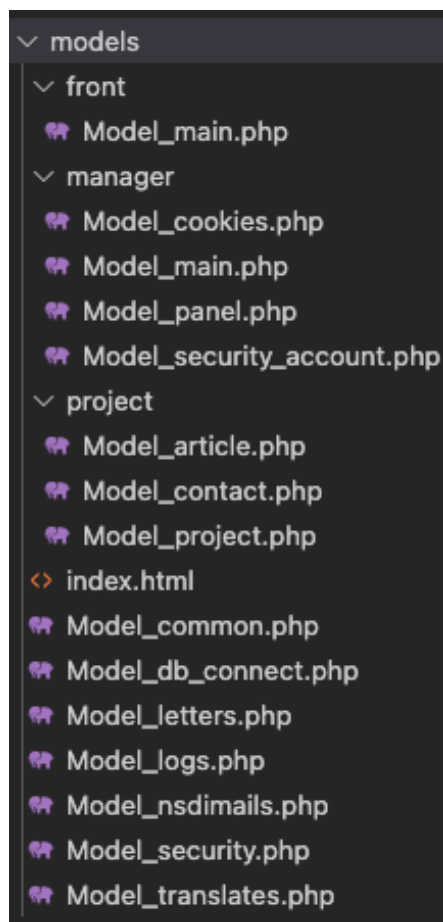 models
front
Model_main.php
manager
Model_cookies.php
Model_main.php
Model_panel.php
Model_security_account.php
project
Model_article.php
Model_contact.php
Model_project.php
index.html
Model_common.php
Model_db_connect.php
Model_letters.php
Model_logs.php
Model_nsdimails.php
Model_security.php
Model_translates.php